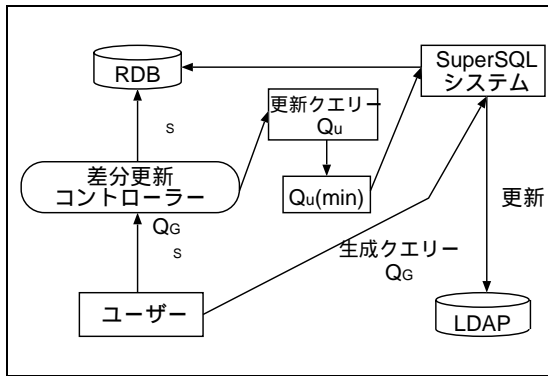 RDB
SuperSQL
システム
更新クエリー
Qu
S
差分更新
コントローラー
Qu(min)
QG
S
生成クエリー
QG
更新
ユーザー
LDAP